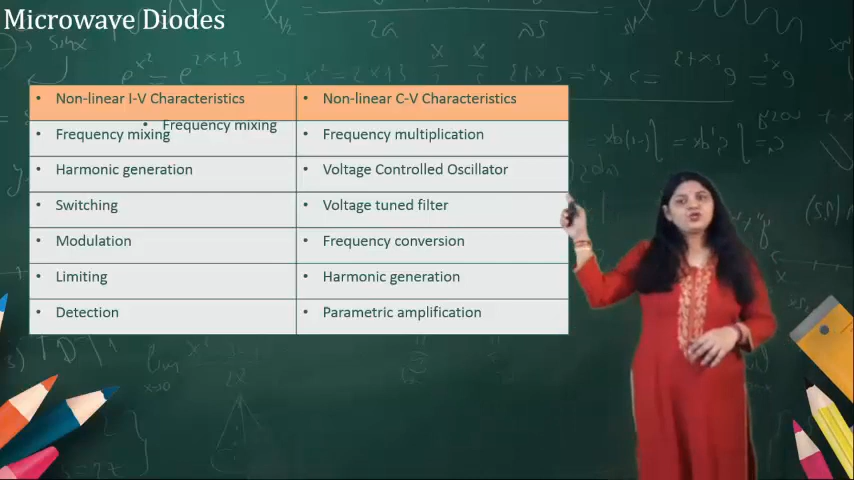 Microwave Diodes
• Non-linear I-V Characteristics
• Non-linear C-V Characteristics
• Frequency mixing
• Frequency mixing
• Frequency multiplication
• Harmonic generation
• Voltage Controlled Oscillator
• Switching
• Voltage tuned filter
• Modulation
• Frequency conversion
• Limiting
• Harmonic generation
• Detection
• Parametric amplification